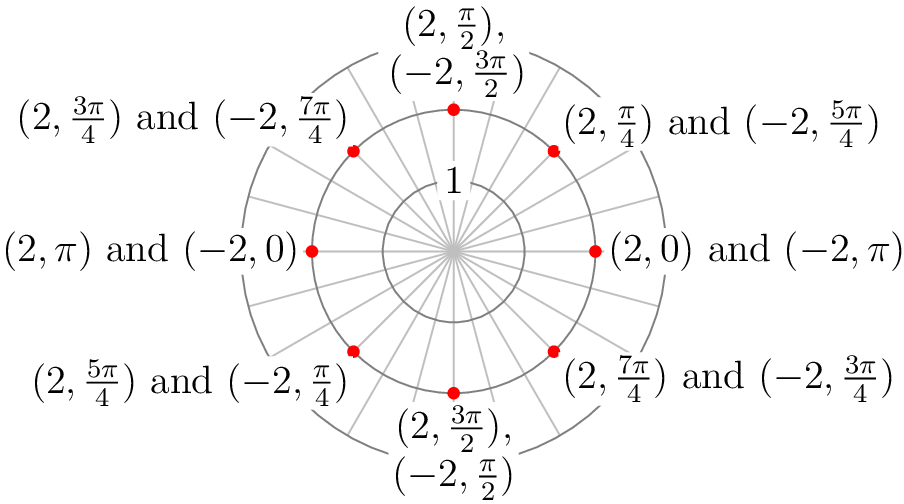 (2, π/2),
(−2, 3π/2)
(2, 3π/4) and (−2, 7π/4)
(2, π/4) and (−2, 5π/4)
1
(2, π) and (−2, 0)
(2, 0) and (−2, π)
(2, 5π/4) and (−2, π/4)
(2, 7π/4) and (−2, 3π/4)
(2, 3π/2),
(−2, π/2)